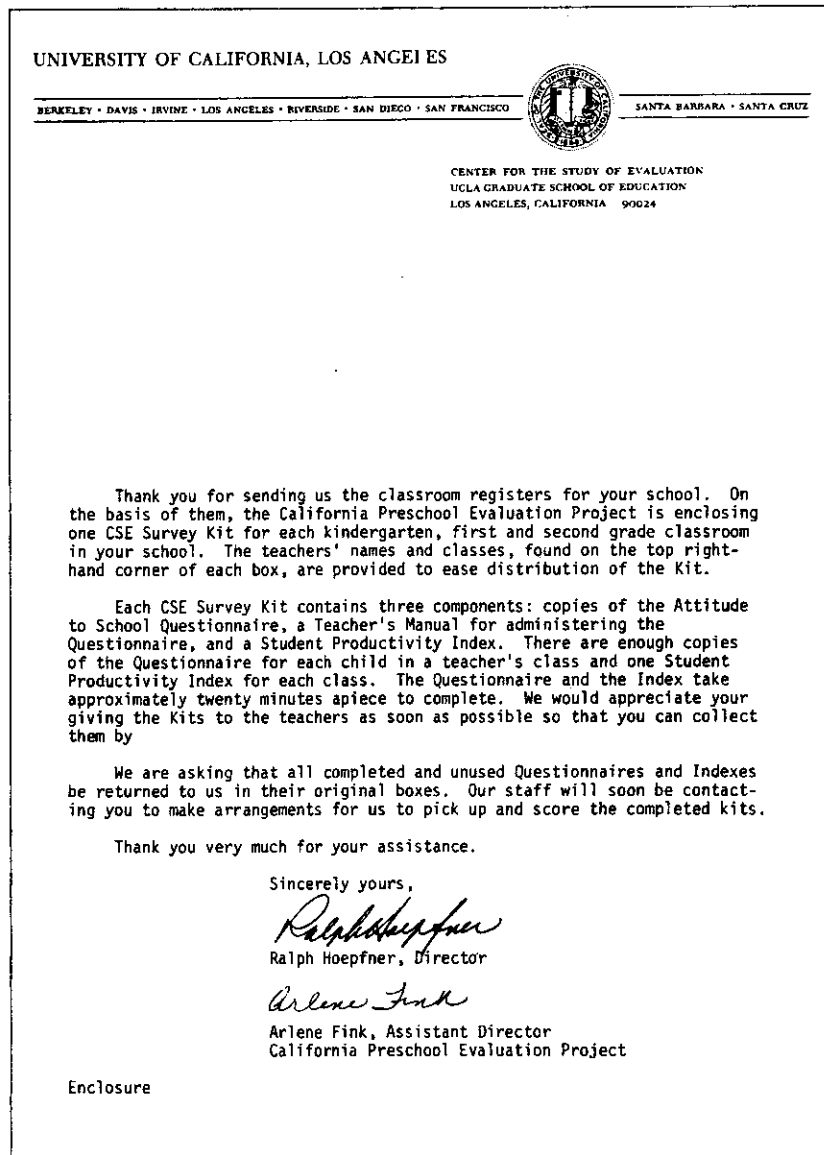 UNIVERSITY OF CALIFORNIA, LOS ANGELES
BERKELEY · DAVIS · IRVINE · LOS ANGELES · RIVERSIDE · SAN DIEGO · SAN FRANCISCO
SANTA BARBARA · SANTA CRUZ
CENTER FOR THE STUDY OF EVALUATION
UCLA GRADUATE SCHOOL OF EDUCATION
LOS ANGELES, CALIFORNIA 90024
Thank you for sending us the classroom registers for your school. On
the basis of them, the California Preschool Evaluation Project is enclosing
one CSE Survey Kit for each kindergarten, first and second grade classroom
in your school. The teachers' names and classes, found on the top right-
hand corner of each box, are provided to ease distribution of the Kit.
Each CSE Survey Kit contains three components: copies of the Attitude
to School Questionnaire, a Teacher's Manual for administering the
Questionnaire, and a Student Productivity Index. There are enough copies
of the Questionnaire for each child in a teacher's class and one Student
Productivity Index for each class. The Questionnaire and the Index take
approximately twenty minutes apiece to complete. We would appreciate your
giving the Kits to the teachers as soon as possible so that you can collect
them by
We are asking that all completed and unused Questionnaires and Indexes
be returned to us in their original boxes. Our staff will soon be contact-
ing you to make arrangements for us to pick up and score the completed kits.
Thank you very much for your assistance.
Sincerely yours,
Ralph Hoepfner
Ralph Hoepfner, Director
Arlene Fink
Arlene Fink, Assistant Director
California Preschool Evaluation Project
Enclosure